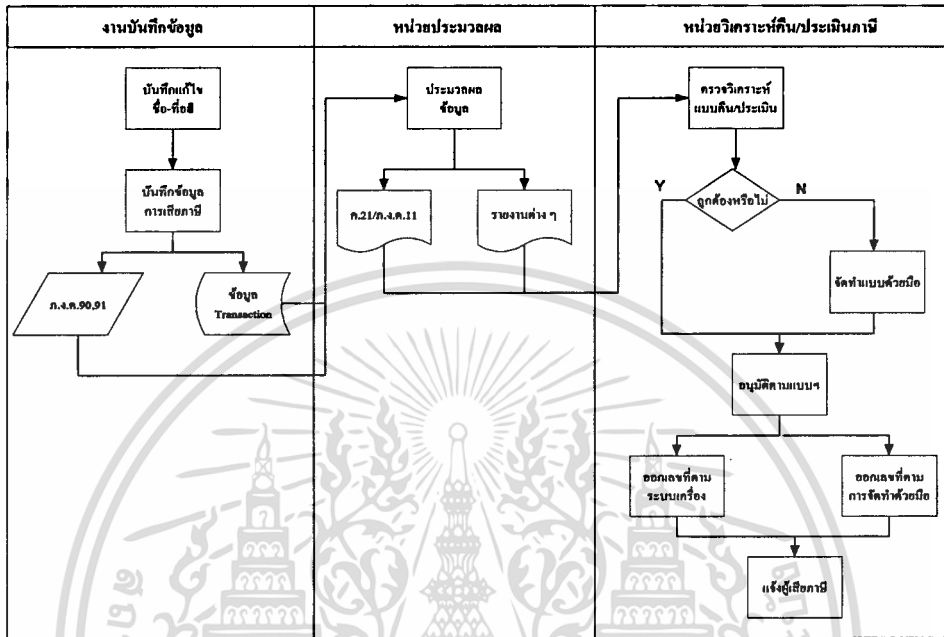 งานบันทึกข้อมูล
หน่วยประมวลผล
หน่วยวิเคราะห์คืน/ประเมินภาษี
บันทึกแก้ไข
ชื่อ-ที่อยู่
บันทึกข้อมูล
การเสียภาษี
ภ.ง.ด.90,91
ข้อมูล
Transaction
ประมวลผล
ข้อมูล
ค.21/ภ.ง.ด.11
รายงานต่าง ๆ
ตรวจวิเคราะห์
แบบคืน/ประเมิน
Y
N
ถูกต้องหรือไม่
จัดทำแบบด้วยมือ
อนุมัติตามแบบฯ
ออกเลขที่ตาม
ระบบเครื่อง
ออกเลขที่ตาม
การจัดทำด้วยมือ
แจ้งผู้เสียภาษี